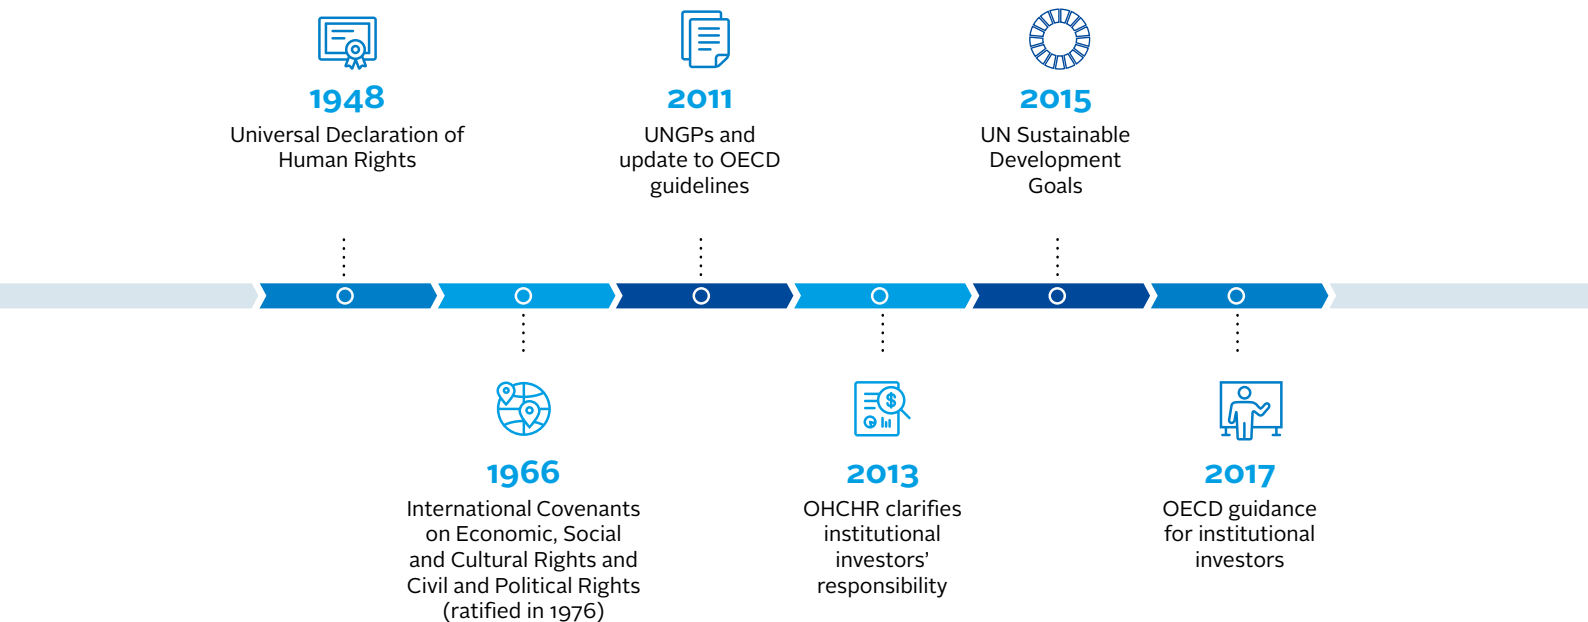 1948
Universal Declaration of
Human Rights
1966
International Covenants
on Economic, Social
and Cultural Rights and
Civil and Political Rights
(ratified in 1976)
2011
UNGPs and
update to OECD
guidelines
2013
OHCHR clarifies
institutional
investors’
responsibility
2015
UN Sustainable
Development
Goals
2017
OECD guidance
for institutional
investors
$